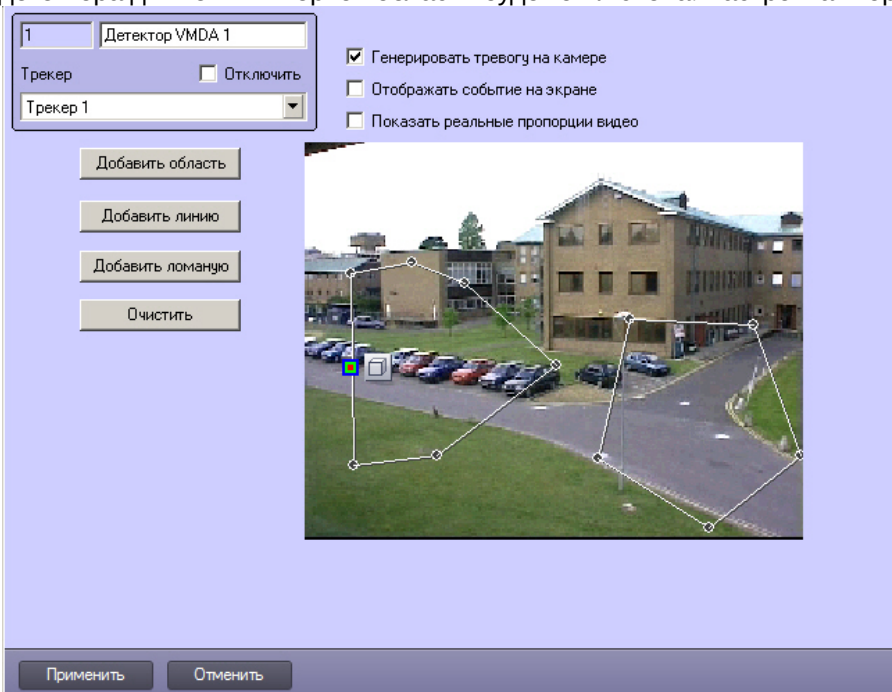 1 Детектор VMDA 1
Трекер Отключить
Трекер 1
Генерировать тревогу на камере
Отображать событие на экране
Показать реальные пропорции видео
Добавить область
Добавить линию
Добавить ломаную
Очистить
Применить Отменить